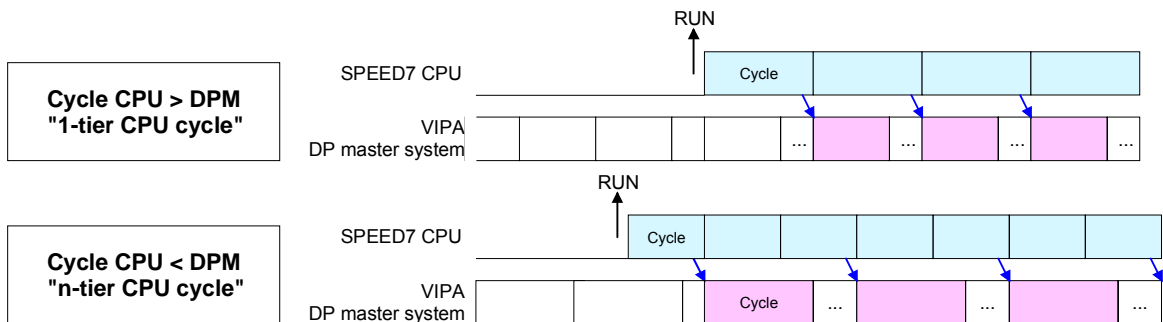 RUN
SPEED7 CPU
Cycle
Cycle CPU > DPM
"1-tier CPU cycle"
VIPA
DP master system
... ... ... ...
RUN
SPEED7 CPU
Cycle
Cycle CPU < DPM
"n-tier CPU cycle"
VIPA
DP master system
Cycle ... ... ...